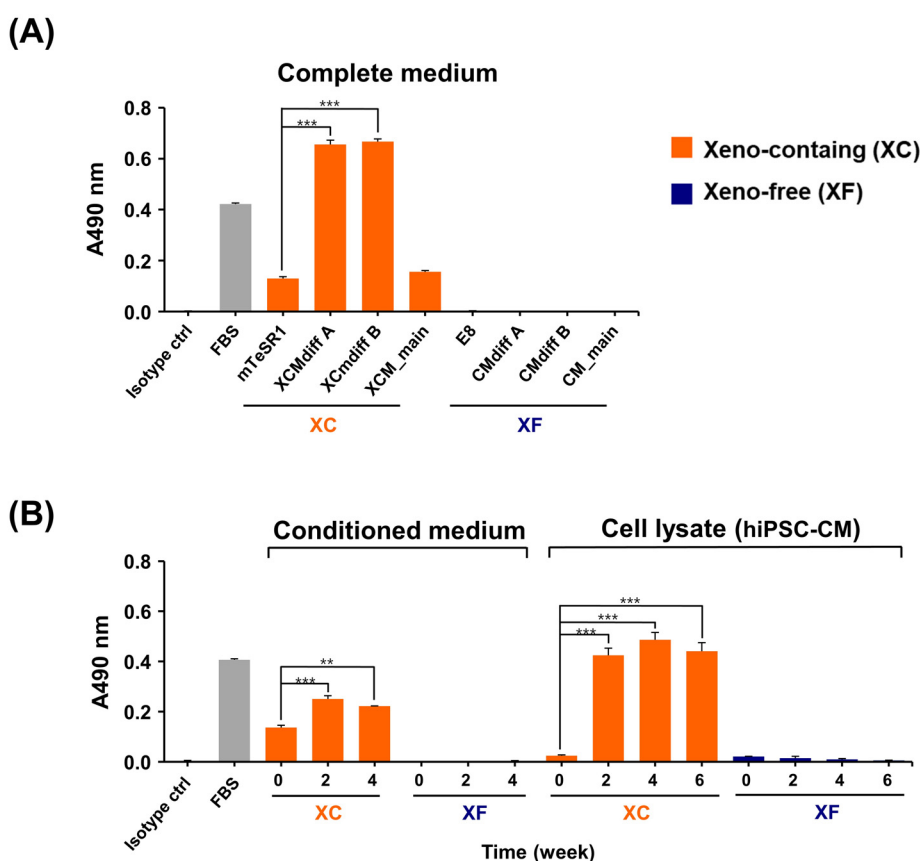 (A)
Complete medium
Xeno-containg (XC)
Xeno-free (XF)
A490 nm
0.8
0.6
0.4
0.2
0.0
***
***
Isotype ctrl
FBS
mTeSR1
XCMdiff A
XCmdiff B
XCM_main
E8
CMdiff A
CMdiff B
CM_main
XC
XF
(B)
Conditioned medium
Cell lysate (hiPSC-CM)
A490 nm
0.8
0.6
0.4
0.2
0.0
**
***
***
***
***
Isotype ctrl
FBS
0 2 4
0 2 4
0 2 4 6
0 2 4 6
XC
XF
XC
XF
Time (week)